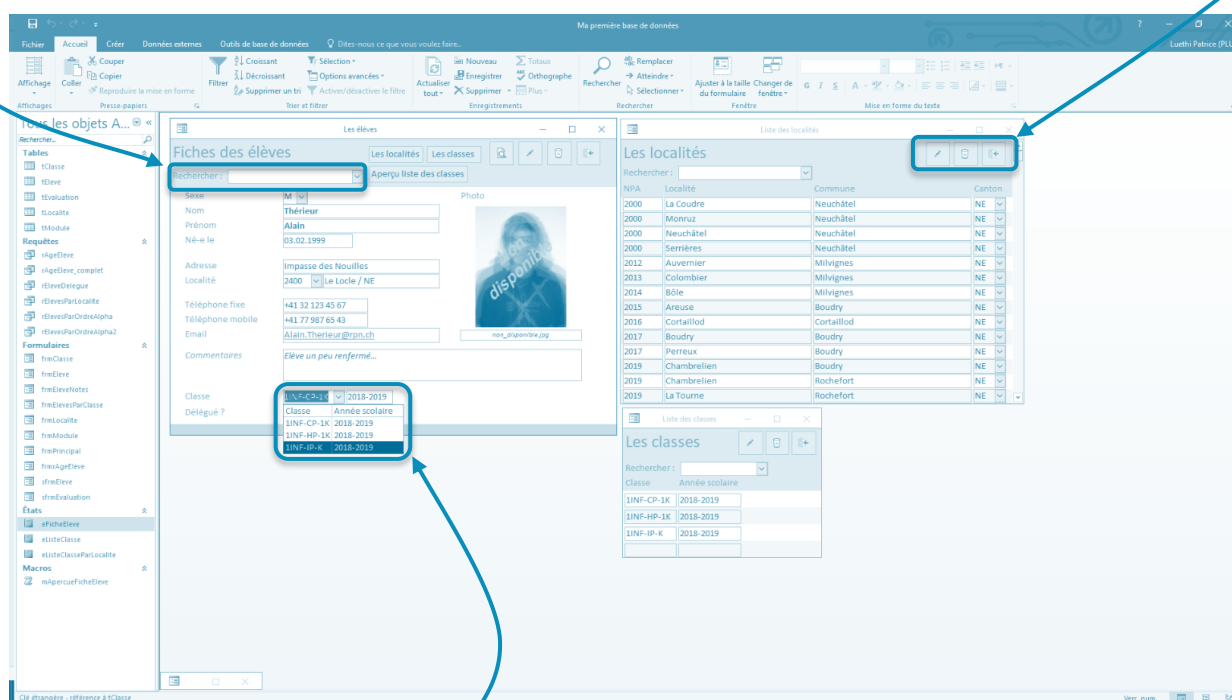 Ma première base de données
Luethi Patrice (PLU
Fichier Accueil Créer Données externes Outils de base de données Dites-nous ce que vous voulez faire...
Affichage
Coller
Couper
Copier
Reproduire la mise en forme
Filtrer
Croissant
Décroissant
Supprimer un tri
Sélection
Options avancées
Activer/désactiver le filtre
Actualiser tout
Nouveau
Enregistrer
Supprimer
Totaux
Orthographe
Plus
Rechercher
Remplacer
Atteindre
Sélectionner
Ajuster à la taille du formulaire
Changer de fenêtre
G I S
Affichages Presse-papiers Trier et filtrer Enregistrements Rechercher Fenêtre Mise en forme du texte
Tous les objets A...
Rechercher...
Tables
tClasse
tEleve
tEvaluation
tLocalite
tModule
Requêtes
rAgeEleve
rAgeEleve_complet
rEleveDelegue
rElevesParLocalite
rElevesParOrdreAlpha
rElevesParOrdreAlpha2
Formulaires
frmClasse
frmEleve
frmEleveNotes
frmElevesParClasse
frmLocalite
frmModule
frmPrincipal
frmrAgeEleve
sfrmEleve
sfrmEvaluation
États
eFicheEleve
eListeClasse
eListeClasseParLocalite
Macros
mApercueFicheEleve
Les élèves
Fiches des élèves
Les localités Les classes
Rechercher :
Aperçu liste des classes
Sexe M
Photo
Nom Thérieur
Prénom Alain
Né-e le 03.02.1999
Adresse Impasse des Nouilles
Localité 2400 Le Locle / NE
Téléphone fixe +41 32 123 45 67
Téléphone mobile +41 77 987 65 43
Email Alain.Therieur@rpn.ch
Non disponible
non_disponible.jpg
Commentaires Elève un peu renfermé...
Classe 1INF-CP-1K 2018-2019
Délégué ?
Classe Année scolaire
1INF-CP-1K 2018-2019
1INF-HP-1K 2018-2019
1INF-IP-K 2018-2019
Liste des localités
Les localités
Rechercher :
NPA Localité Commune Canton
2000 La Coudre Neuchâtel NE
2000 Monruz Neuchâtel NE
2000 Neuchâtel Neuchâtel NE
2000 Serrières Neuchâtel NE
2012 Auvernier Milvignes NE
2013 Colombier Milvignes NE
2014 Bôle Milvignes NE
2015 Areuse Boudry NE
2016 Cortaillod Cortaillod NE
2017 Boudry Boudry NE
2017 Perreux Boudry NE
2019 Chambrelien Boudry NE
2019 Chambrelien Rochefort NE
2019 La Tourne Rochefort NE
Liste des classes
Les classes
Rechercher :
Classe Année scolaire
1INF-CP-1K 2018-2019
1INF-HP-1K 2018-2019
1INF-IP-K 2018-2019
Clé étrangère - référence à tClasse
Verr. num.